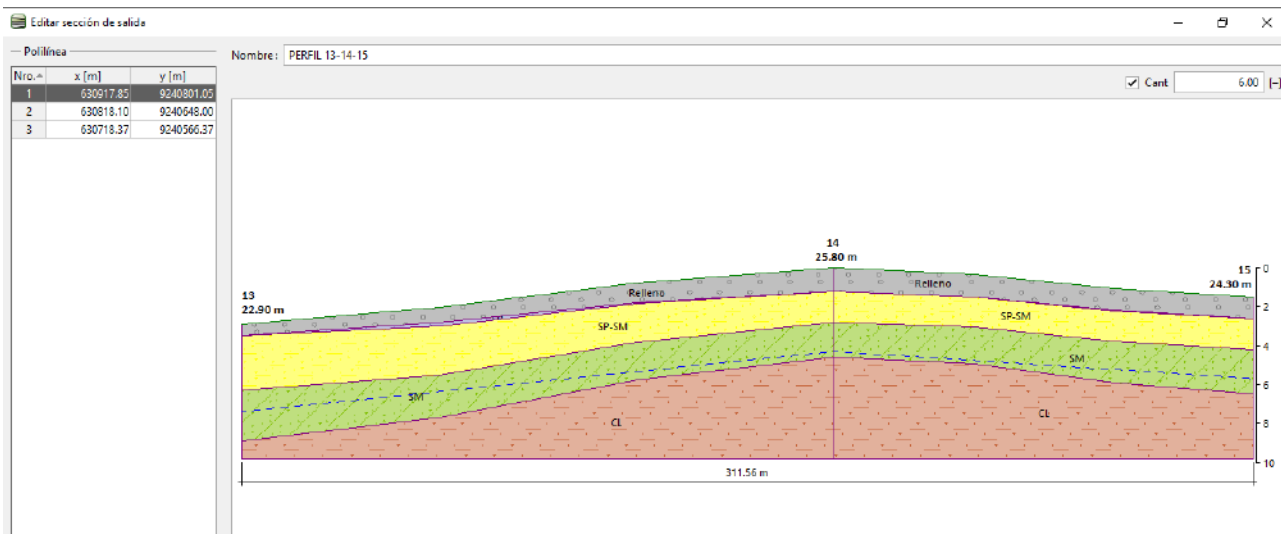 Editar sección de salida
Polilínea
Nro. x [m] y [m]
1 630917.85 9240801.05
2 630818.10 9240648.00
3 630718.37 9240566.37
Nombre: PERFIL 13-14-15
Cant 6.00 [-]
14
25.80 m
13
22.90 m
15
24.30 m
Relleno
Relleno
SP-SM
SP-SM
SM
SM
CL
CL
0
2
4
6
8
10
311.56 m